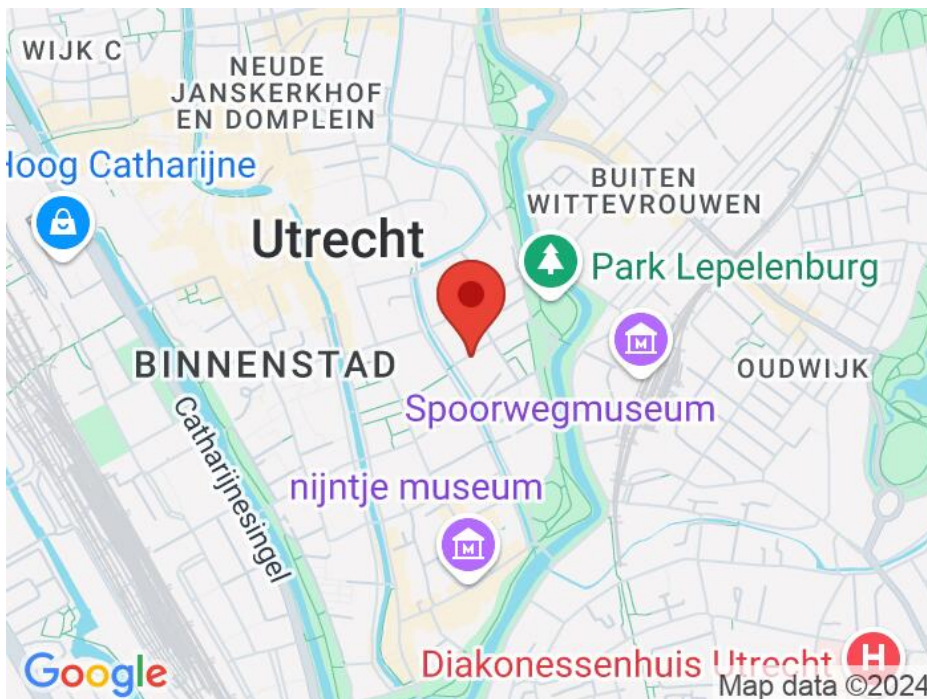 WIJK C
NEUDE
JANSKERKHOF
EN DOMPLEIN
Hoog Catharijne
BUITEN
WITTEVROUWEN
Utrecht
Park Lepelenburg
BINNENSTAD
OUDWIJK
Spoorwegmuseum
Catharijnesingel
nijntje museum
Google
Diakonessenhuis Utrecht
H
Map data ©2024